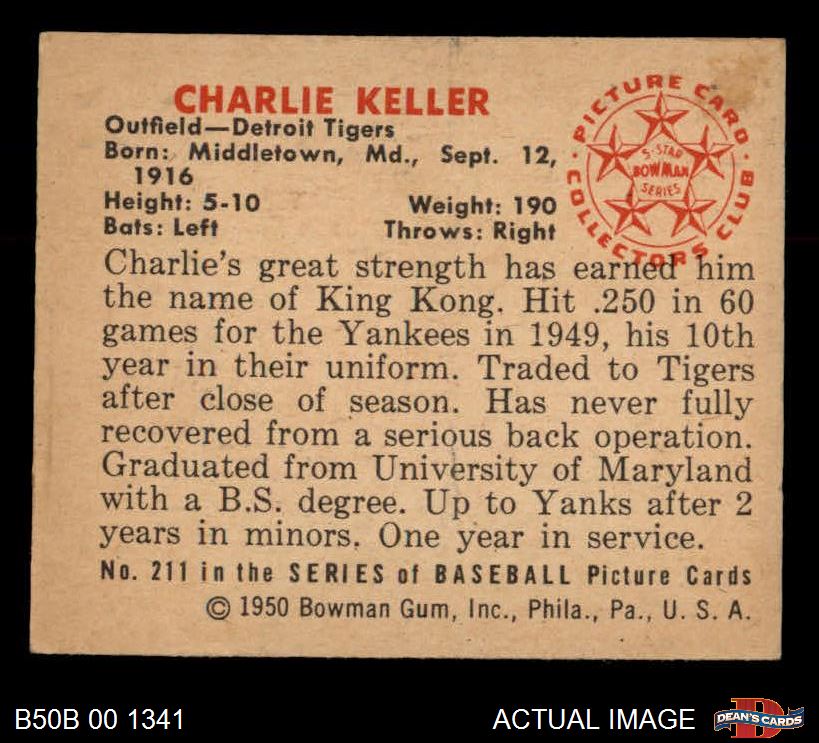 CHARLIE KELLER
Outfield—Detroit Tigers
Born: Middletown, Md., Sept. 12,
1916
Height: 5-10 Weight: 190
Bats: Left Throws: Right
PICTURE CARD
COLLECTORS CLUB
5-STAR
BOWMAN
SERIES
Charlie's great strength has earned him
the name of King Kong. Hit .250 in 60
games for the Yankees in 1949, his 10th
year in their uniform. Traded to Tigers
after close of season. Has never fully
recovered from a serious back operation.
Graduated from University of Maryland
with a B.S. degree. Up to Yanks after 2
years in minors. One year in service.
No. 211 in the SERIES of BASEBALL Picture Cards
© 1950 Bowman Gum, Inc., Phila., Pa., U. S. A.
B50B 00 1341
ACTUAL IMAGE
DEAN'S CARDS